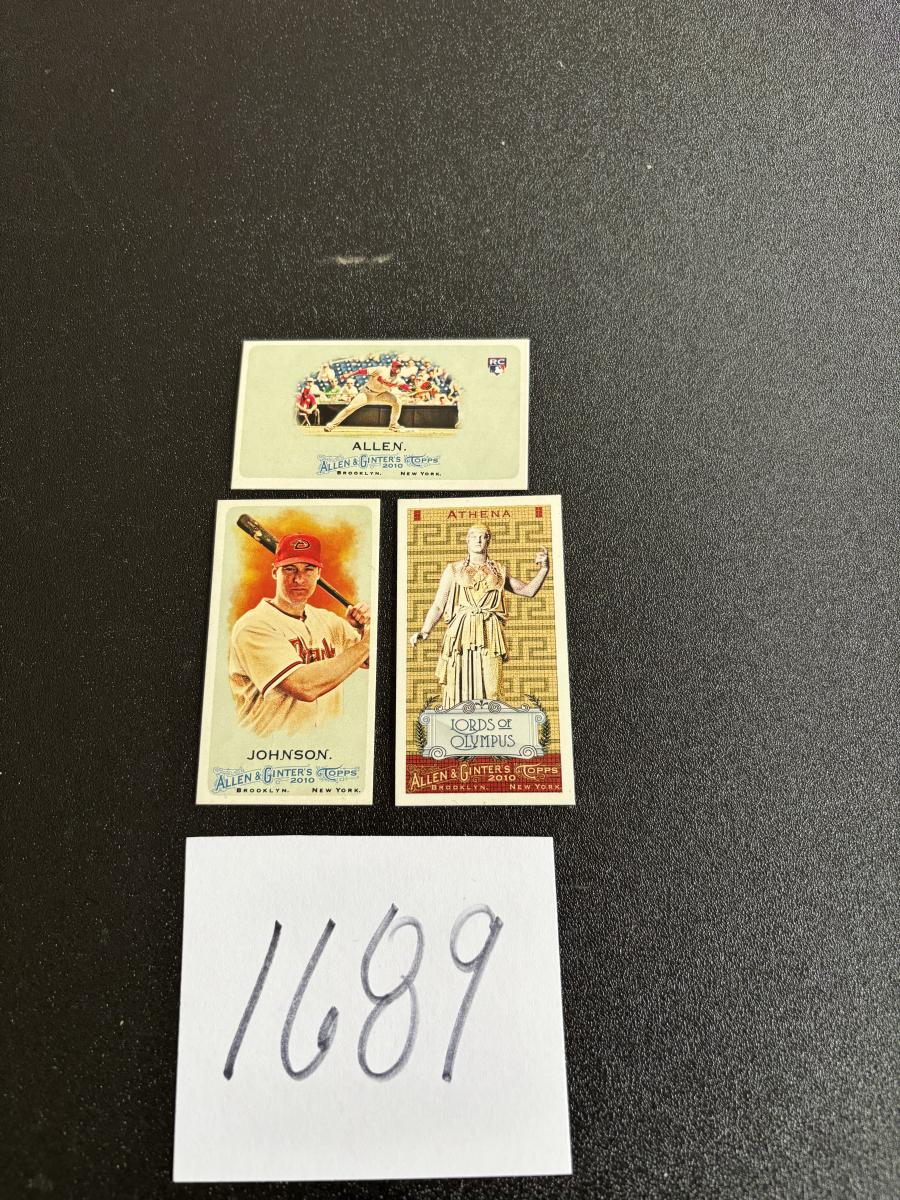 RC
ALLEN.
ALLEN & GINTER'S TOPPS
2010
BROOKLYN. NEW YORK.
JOHNSON.
ALLEN & GINTER'S TOPPS
2010
BROOKLYN. NEW YORK.
ATHENA
LORDS OF
OLYMPUS
ALLEN & GINTER'S TOPPS
2010
BROOKLYN. NEW YORK.
1689